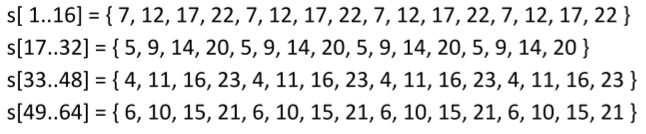 s[ 1..16] = { 7, 12, 17, 22, 7, 12, 17, 22, 7, 12, 17, 22, 7, 12, 17, 22 }
s[17..32] = { 5, 9, 14, 20, 5, 9, 14, 20, 5, 9, 14, 20, 5, 9, 14, 20 }
s[33..48] = { 4, 11, 16, 23, 4, 11, 16, 23, 4, 11, 16, 23, 4, 11, 16, 23 }
s[49..64] = { 6, 10, 15, 21, 6, 10, 15, 21, 6, 10, 15, 21, 6, 10, 15, 21 }